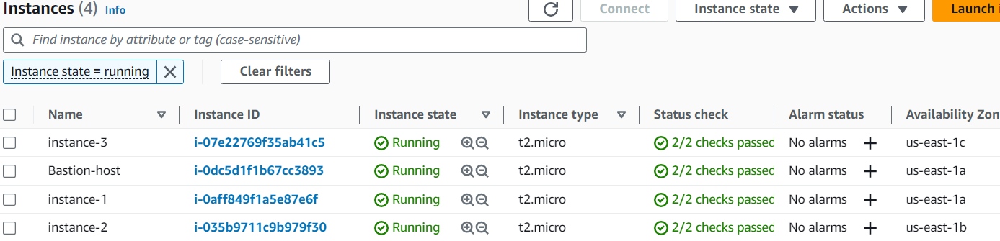 Instances (4) Info Connect Instance state Actions Launch
Find instance by attribute or tag (case-sensitive)
Instance state = running Clear filters
Name Instance ID Instance state Instance type Status check Alarm status Availability Zon
instance-3 i-07e22769f35ab41c5 Running t2.micro 2/2 checks passed No alarms us-east-1c
Bastion-host i-0dc5d1f1b67cc3893 Running t2.micro 2/2 checks passed No alarms us-east-1a
instance-1 i-0aff849f1a5e87e6f Running t2.micro 2/2 checks passed No alarms us-east-1a
instance-2 i-035b9711c9b979f30 Running t2.micro 2/2 checks passed No alarms us-east-1b